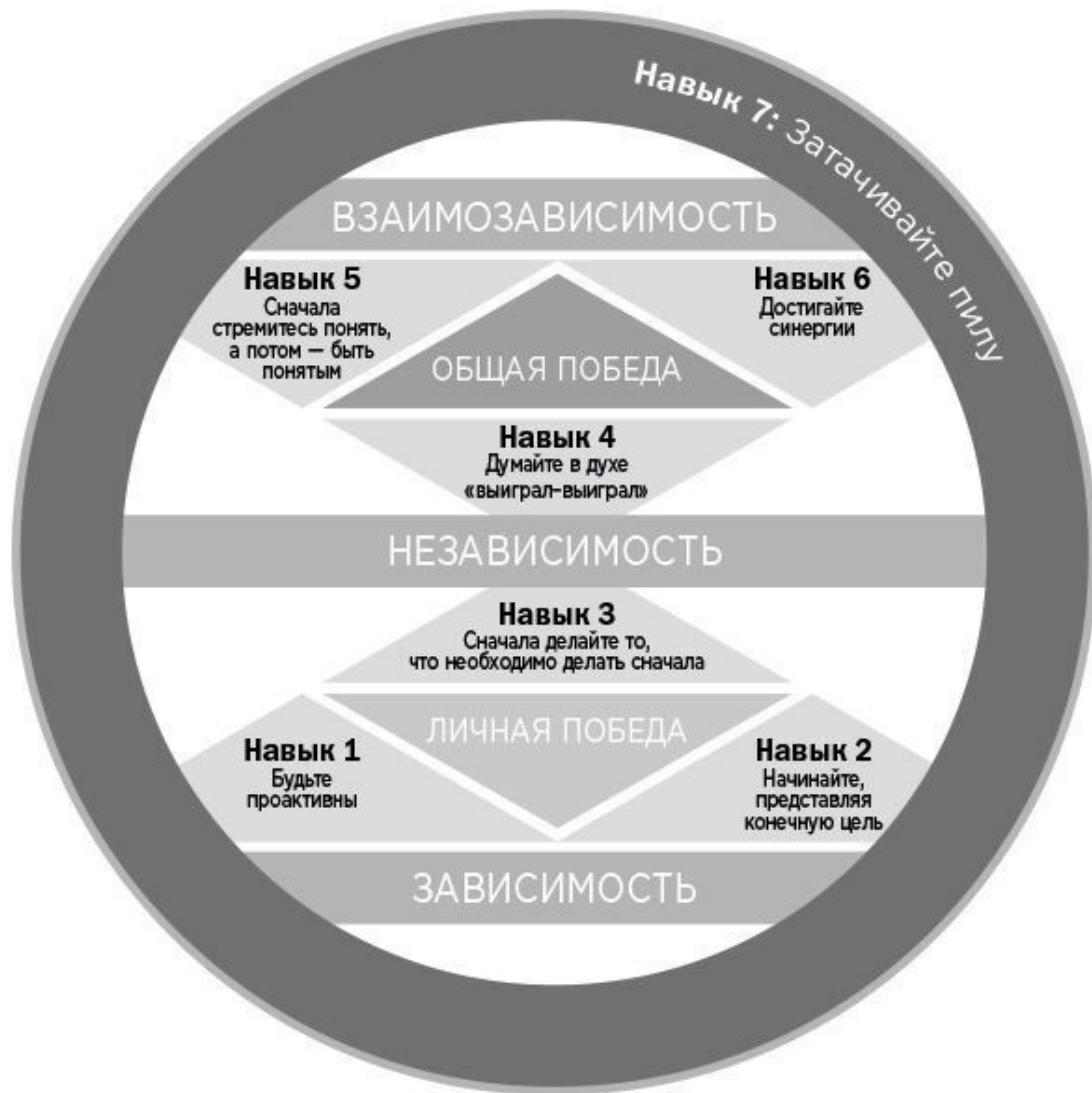 Навык 7: Затачивайте пилу
ВЗАИМОЗАВИСИМОСТЬ
Навык 5
Сначала
стремитесь понять,
а потом — быть
понятым
Навык 6
Достигайте
синергии
ОБЩАЯ ПОБЕДА
Навык 4
Думайте в духе
«выиграл-выиграл»
НЕЗАВИСИМОСТЬ
Навык 3
Сначала делайте то,
что необходимо делать сначала
ЛИЧНАЯ ПОБЕДА
Навык 1
Будьте
проактивны
Навык 2
Начинайте,
представляя
конечную цель
ЗАВИСИМОСТЬ